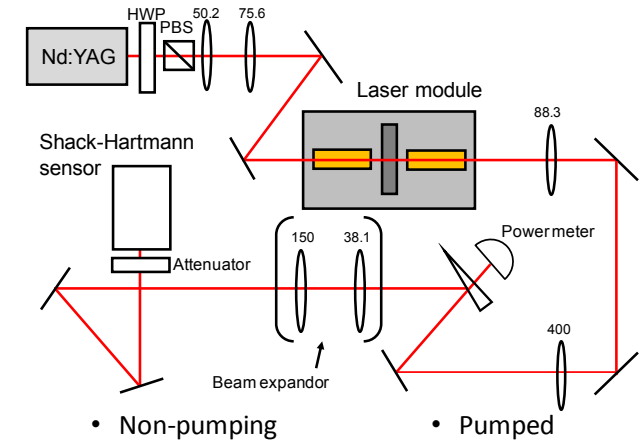 HWP
50.2
75.6
PBS
Nd:YAG
Laser module
88.3
Shack-Hartmann
sensor
150
38.1
Power meter
Attenuator
400
Beam expandor
• Non-pumping
• Pumped